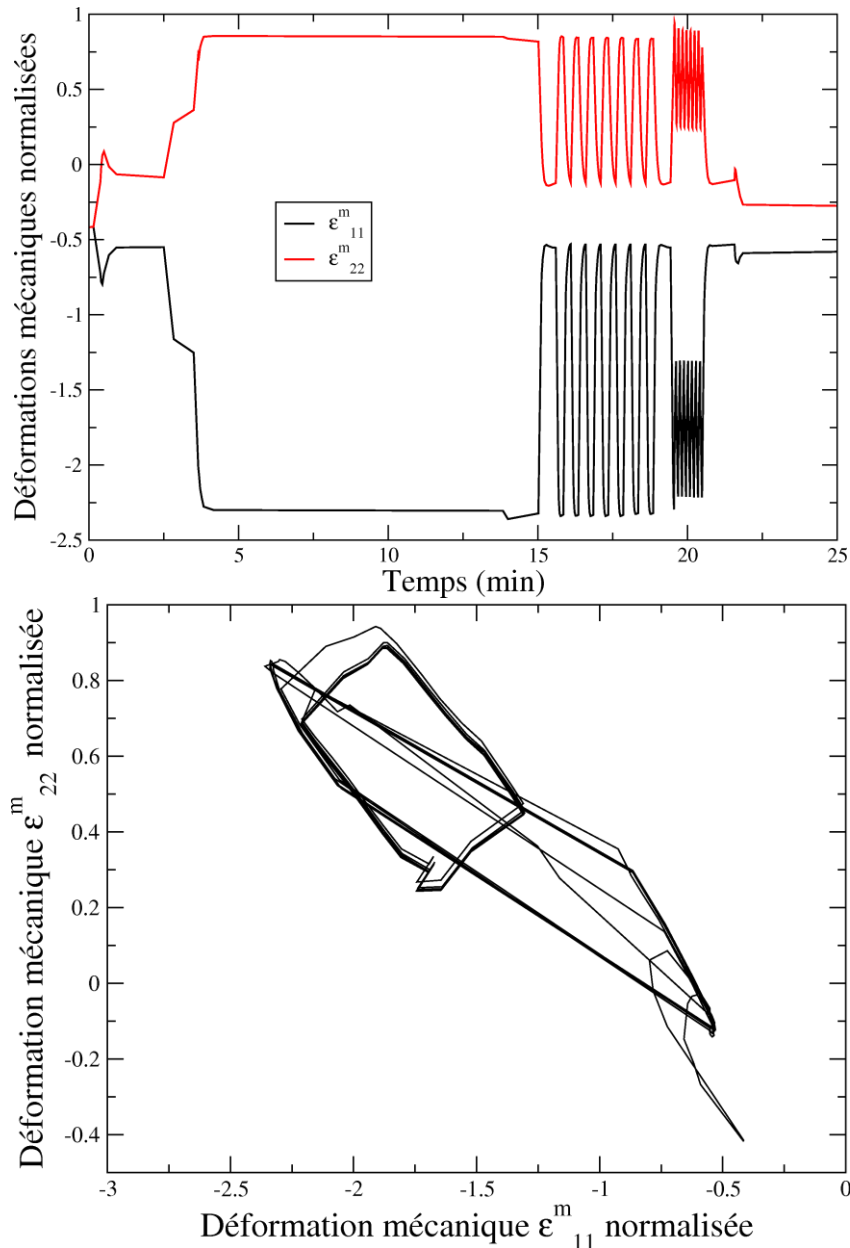 Déformations mécaniques normalisées
1
0.5
0
-0.5
-1
-1.5
-2
-2.5
ε^m_11
ε^m_22
0 5 10 15 20 25
Temps (min)
Déformation mécanique ε^m_22 normalisée
1
0.8
0.6
0.4
0.2
0
-0.2
-0.4
-3 -2.5 -2 -1.5 -1 -0.5 0
Déformation mécanique ε^m_11 normalisée